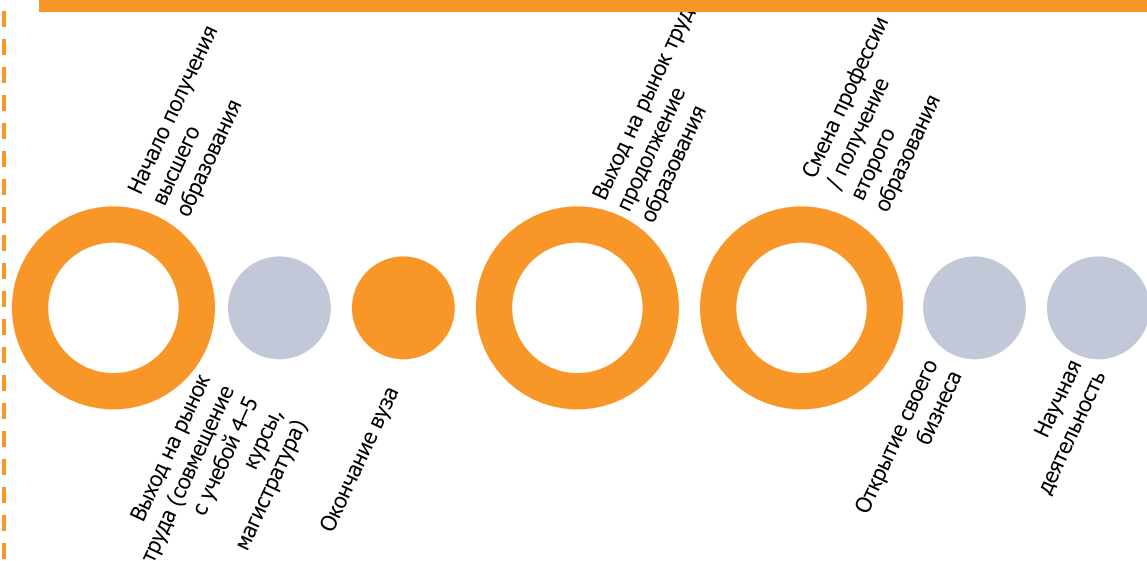 Начало получения
высшего
образования
Выход на рынок
труда (совмещение
с учебой 4–5
курсы,
магистратура)
Окончание вуза
Выход на рынок
продолжение
образования
Смена профессии
/ получение
второго
образования
Открытие своего
бизнеса
Научная
деятельность